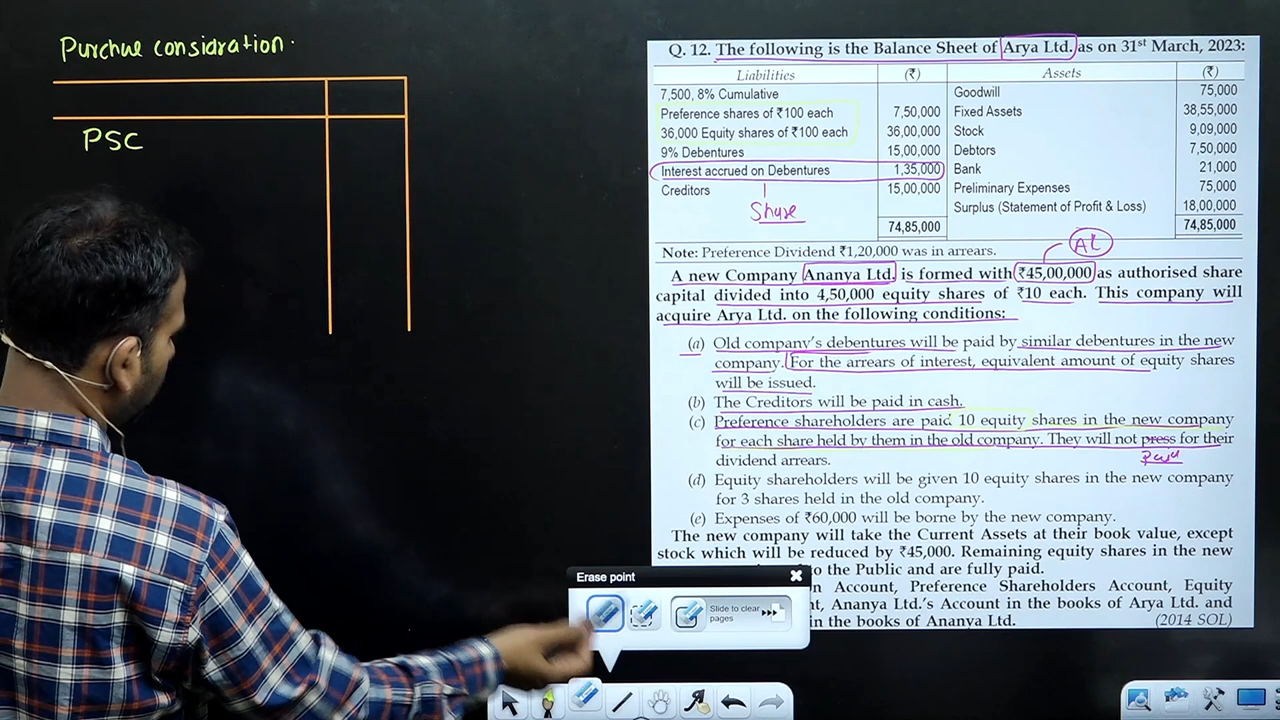 Purchue considration.
PSC
Q. 12. The following is the Balance Sheet of Arya Ltd. as on 31st March, 2023:
Liabilities (₹) Assets (₹)
7,500, 8% Cumulative Goodwill 75,000
Preference shares of ₹100 each 7,50,000 Fixed Assets 38,55,000
36,000 Equity shares of ₹100 each 36,00,000 Stock 9,09,000
9% Debentures 15,00,000 Debtors 7,50,000
Interest accrued on Debentures 1,35,000 Bank 21,000
Creditors 15,00,000 Preliminary Expenses 75,000
Share Surplus (Statement of Profit & Loss) 18,00,000
74,85,000 74,85,000
Note: Preference Dividend ₹1,20,000 was in arrears.
A new Company Ananya Ltd. is formed with ₹45,00,000 as authorised share
capital divided into 4,50,000 equity shares of ₹10 each. This company will
acquire Arya Ltd. on the following conditions:
(a) Old company's debentures will be paid by similar debentures in the new
company. For the arrears of interest, equivalent amount of equity shares
will be issued.
(b) The Creditors will be paid in cash.
(c) Preference shareholders are paid 10 equity shares in the new company
for each share held by them in the old company. They will not press for their
dividend arrears. Paid
(d) Equity shareholders will be given 10 equity shares in the new company
for 3 shares held in the old company.
(e) Expenses of ₹60,000 will be borne by the new company.
The new company will take the Current Assets at their book value, except
stock which will be reduced by ₹45,000. Remaining equity shares in the new
to the Public and are fully paid.
n Account, Preference Shareholders Account, Equity
t, Ananya Ltd.'s Account in the books of Arya Ltd. and
in the books of Ananya Ltd. (2014 SOL)
Erase point
Slide to clear
pages